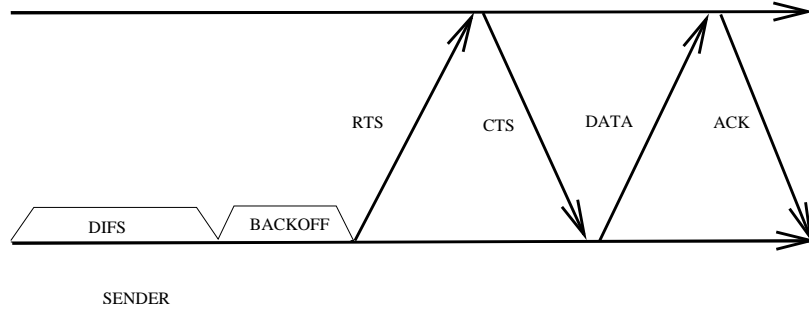 RTS
CTS
DATA
ACK
DIFS
BACKOFF
SENDER